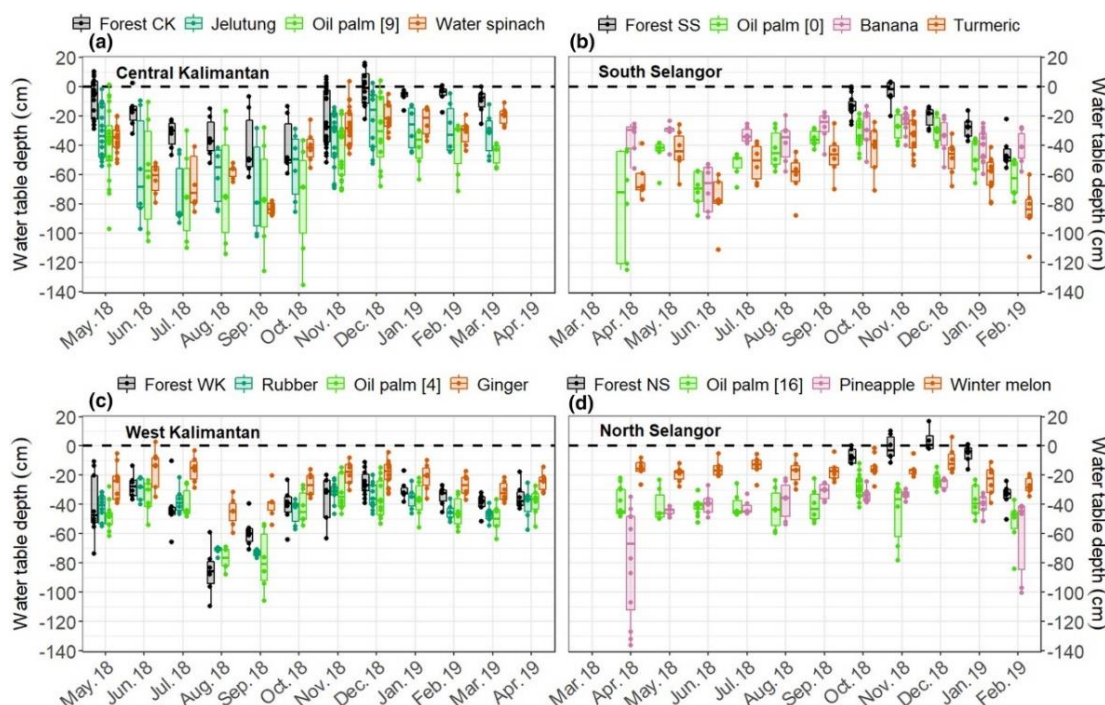 Forest CK Jelutung Oil palm [9] Water spinach
Forest SS Oil palm [0] Banana Turmeric
(a)
Central Kalimantan
Water table depth (cm)
20
0
-20
-40
-60
-80
-100
-120
-140
May. 18 Jun. 18 Jul. 18 Aug. 18 Sep. 18 Oct. 18 Nov. 18 Dec. 18 Jan. 19 Feb. 19 Mar. 19 Apr. 19
(b)
South Selangor
20
0
-20
-40
-60
-80
-100
-120
-140
Water table depth (cm)
Mar. 18 Apr. 18 May. 18 Jun. 18 Jul. 18 Aug. 18 Sep. 18 Oct. 18 Nov. 18 Dec. 18 Jan. 19 Feb. 19
Forest WK Rubber Oil palm [4] Ginger
Forest NS Oil palm [16] Pineapple Winter melon
(c)
West Kalimantan
Water table depth (cm)
20
0
-20
-40
-60
-80
-100
-120
-140
May. 18 Jun. 18 Jul. 18 Aug. 18 Sep. 18 Oct. 18 Nov. 18 Dec. 18 Jan. 19 Feb. 19 Mar. 19 Apr. 19
(d)
North Selangor
20
0
-20
-40
-60
-80
-100
-120
-140
Water table depth (cm)
Mar. 18 Apr. 18 May. 18 Jun. 18 Jul. 18 Aug. 18 Sep. 18 Oct. 18 Nov. 18 Dec. 18 Jan. 19 Feb. 19